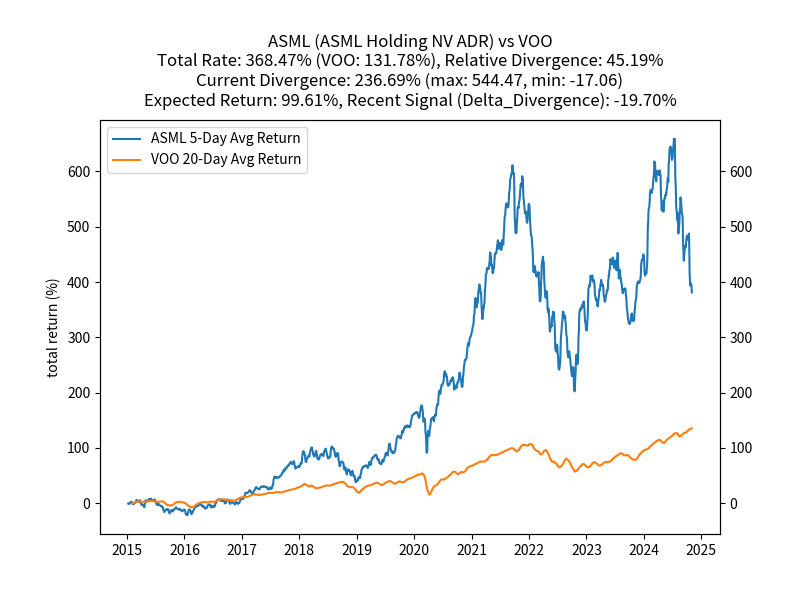 ASML (ASML Holding NV ADR) vs VOO
Total Rate: 368.47% (VOO: 131.78%), Relative Divergence: 45.19%
Current Divergence: 236.69% (max: 544.47, min: -17.06)
Expected Return: 99.61%, Recent Signal (Delta_Divergence): -19.70%
ASML 5-Day Avg Return
VOO 20-Day Avg Return
total return (%)
600
500
400
300
200
100
0
600
500
400
300
200
100
0
2015 2016 2017 2018 2019 2020 2021 2022 2023 2024 2025